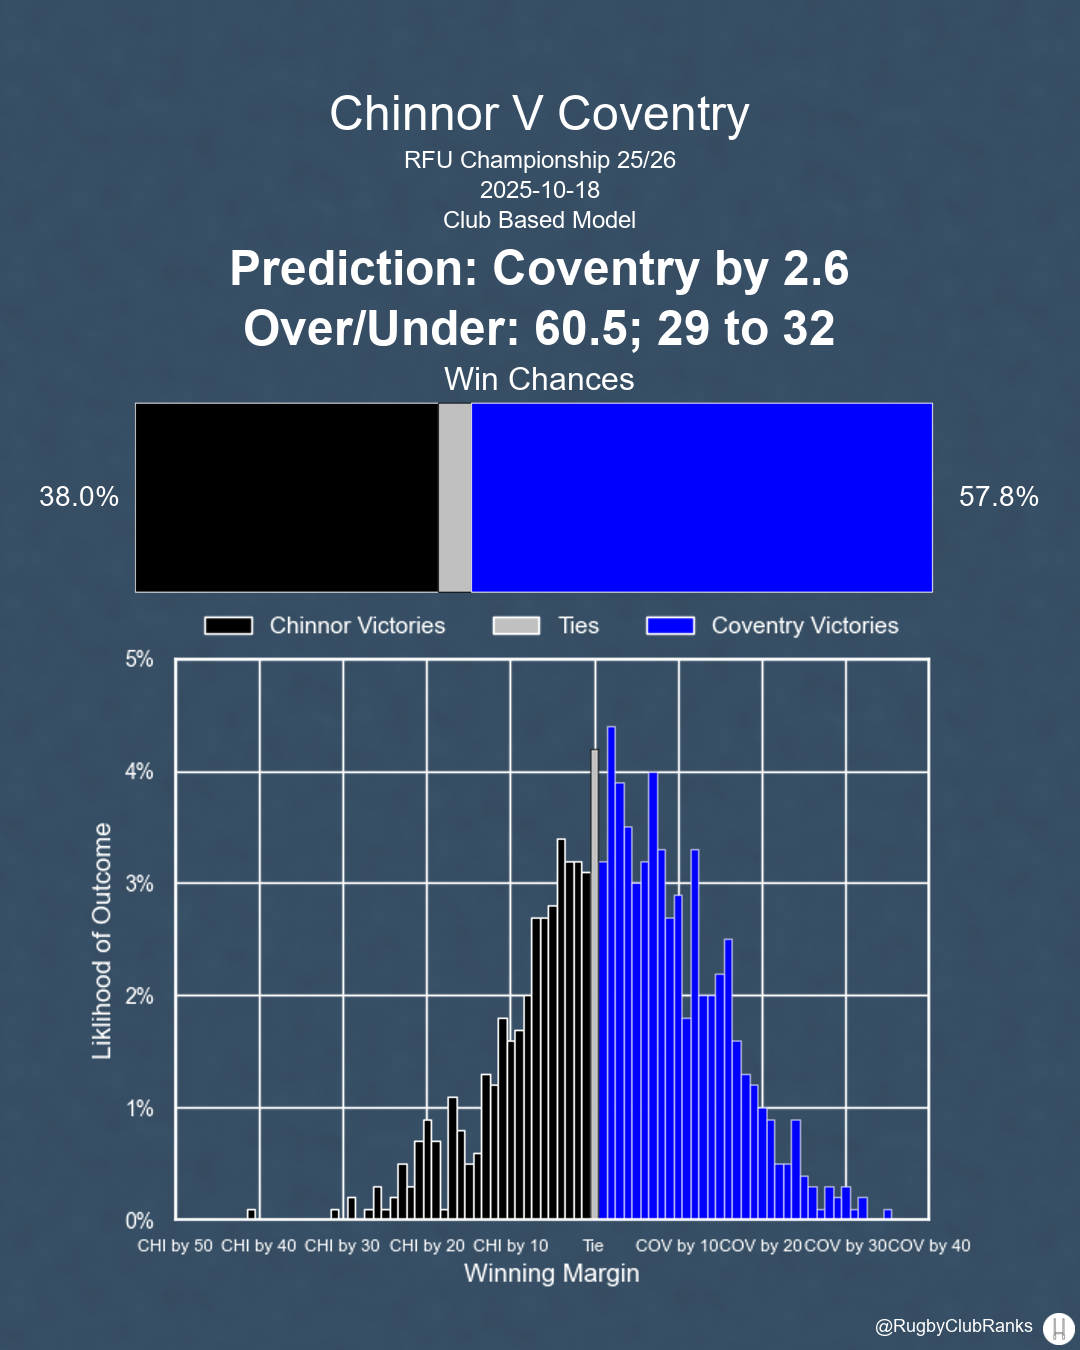 Chinnor V Coventry
RFU Championship 25/26
2025-10-18
Club Based Model
Prediction: Coventry by 2.6
Over/Under: 60.5; 29 to 32
Win Chances
38.0%
57.8%
Chinnor Victories
Ties
Coventry Victories
5%
4%
3%
2%
1%
0%
Liklihood of Outcome
CHI by 50
CHI by 40
CHI by 30
CHI by 20
CHI by 10
Tie
COV by 10
COV by 20
COV by 30
COV by 40
Winning Margin
@RugbyClubRanks